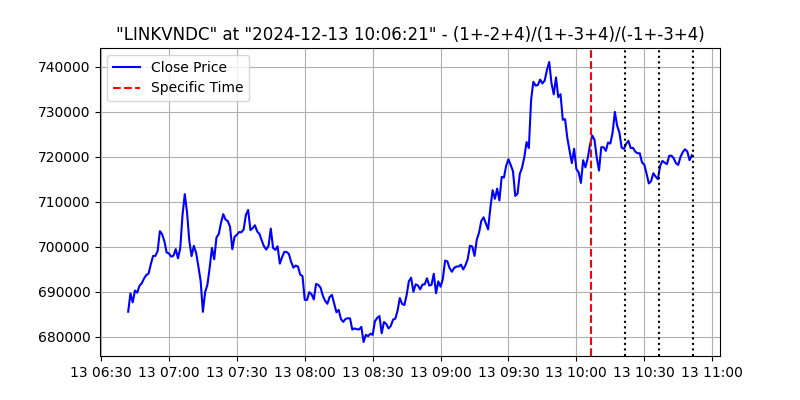 "LINKVNDC" at "2024-12-13 10:06:21" - (1+-2+4)/(1+-3+4)/(-1+-3+4)
Close Price
Specific Time
740000
730000
720000
710000
700000
690000
680000
13 06:30 13 07:00 13 07:30 13 08:00 13 08:30 13 09:00 13 09:30 13 10:00 13 10:30 13 11:00